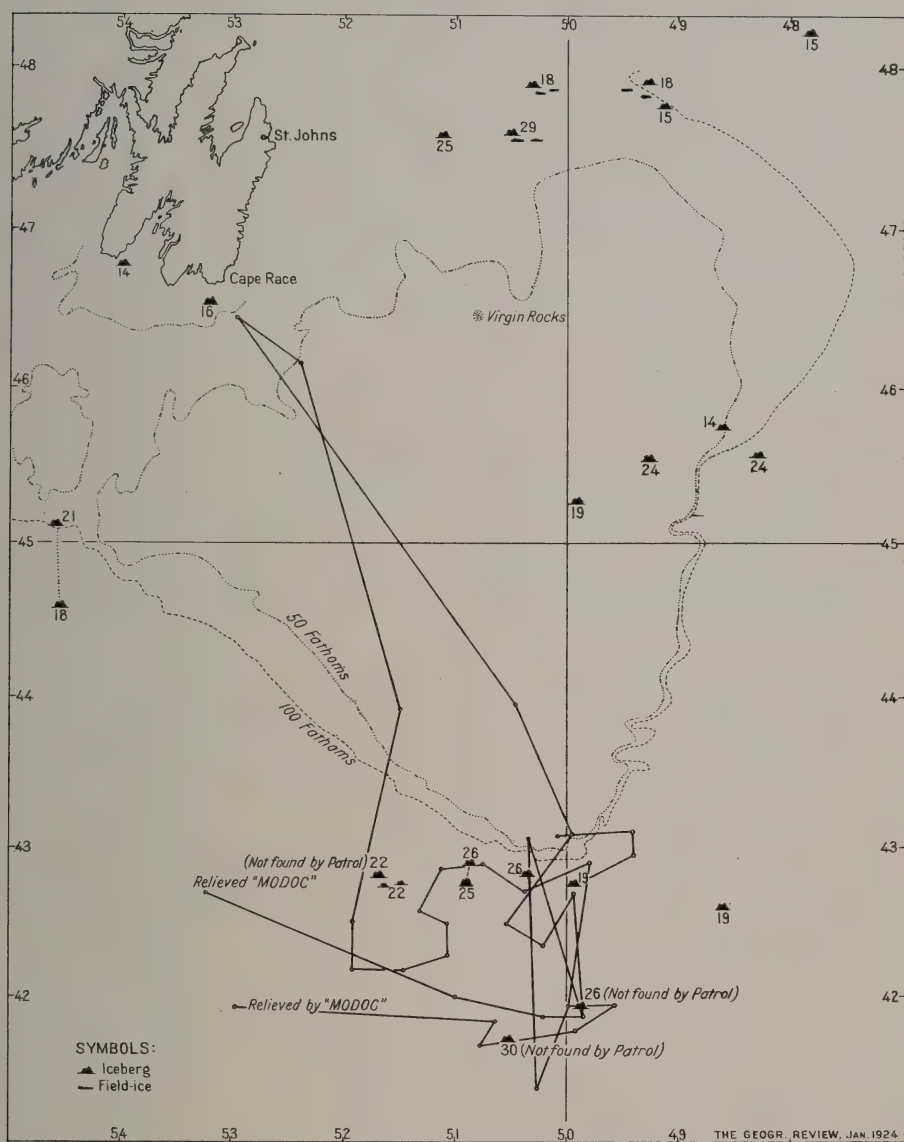 54 53 52 51 50 49 48
15
48 48
18 18
15
St. Johns
25 29
47 47
14
Cape Race
16
Virgin Rocks
46 46
14
24 24
19
21
45 45
18
50 Fathoms
44 44
100 Fathoms
43 43
(Not found by Patrol) 22 26 26 19
Relieved "MODOC" 22 25
19
42 42
26 (Not found by Patrol)
Relieved by "MODOC"
30 (Not found by Patrol)
SYMBOLS:
Iceberg
Field-ice
54 53 52 51 50 49
THE GEOGR. REVIEW, JAN. 1924